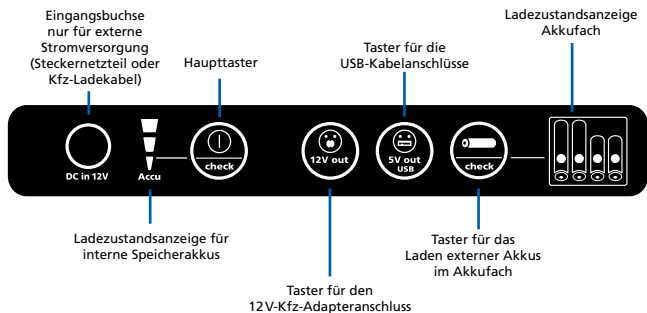 Eingangsbuchse
nur für externe
Stromversorgung
(Steckernetzteil oder
Kfz-Ladekabel)
Haupttaster
Taster für die
USB-Kabelanschlüsse
Ladezustandsanzeige
Akkufach
DC in 12V
Accu
check
12V out
5V out
USB
check
Ladezustandsanzeige für
interne Speicherakkus
Taster für den
12V-Kfz-Adapteranschluss
Taster für das
Laden externer Akkus
im Akkufach